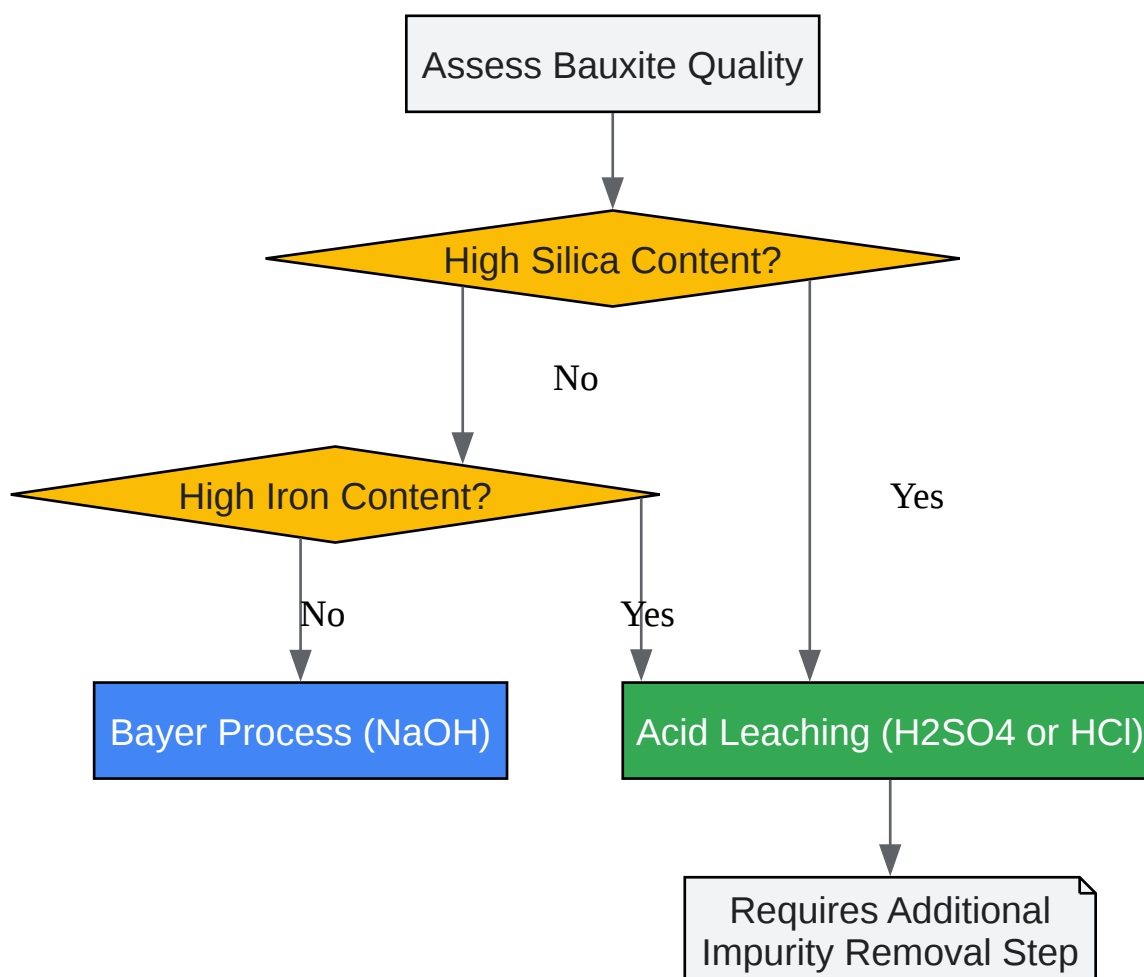 Assess Bauxite Quality
High Silica Content?
No
High Iron Content?
Yes
No
Yes
Bayer Process (NaOH)
Acid Leaching (H2SO4 or HCl)
Requires Additional
Impurity Removal Step